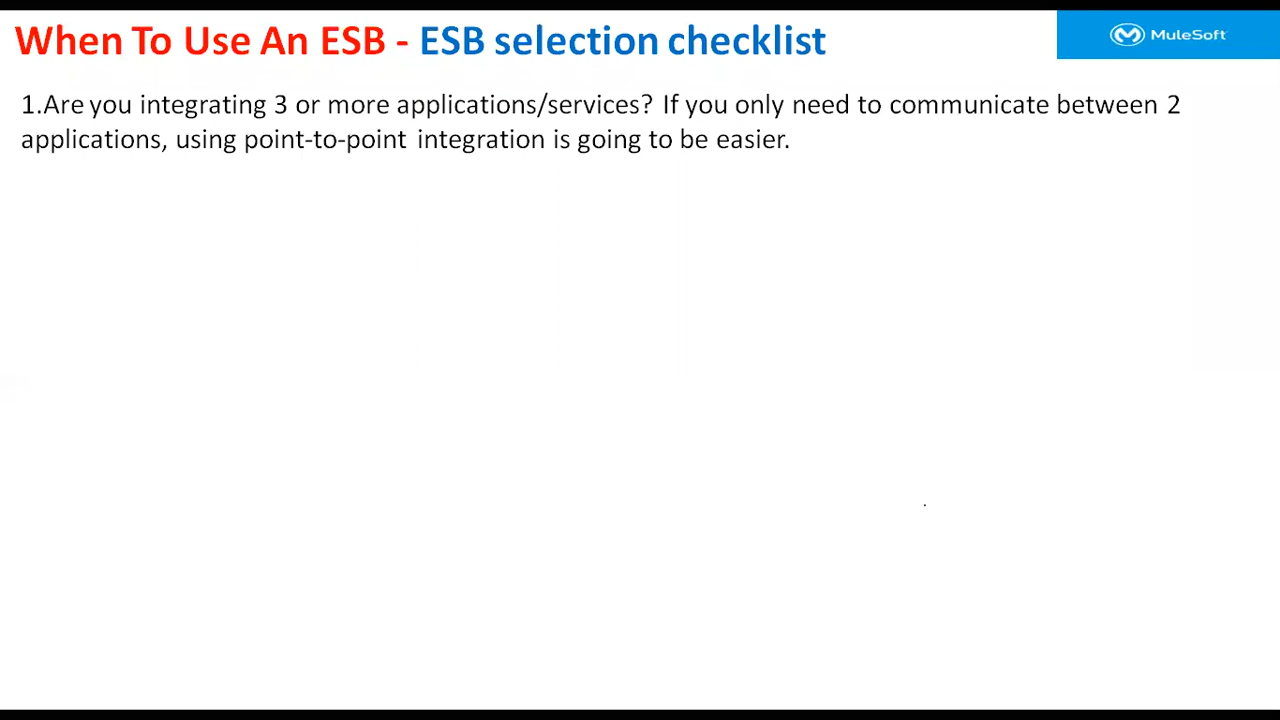 When To Use An ESB - ESB selection checklist
MuleSoft
1.Are you integrating 3 or more applications/services? If you only need to communicate between 2
applications, using point-to-point integration is going to be easier.